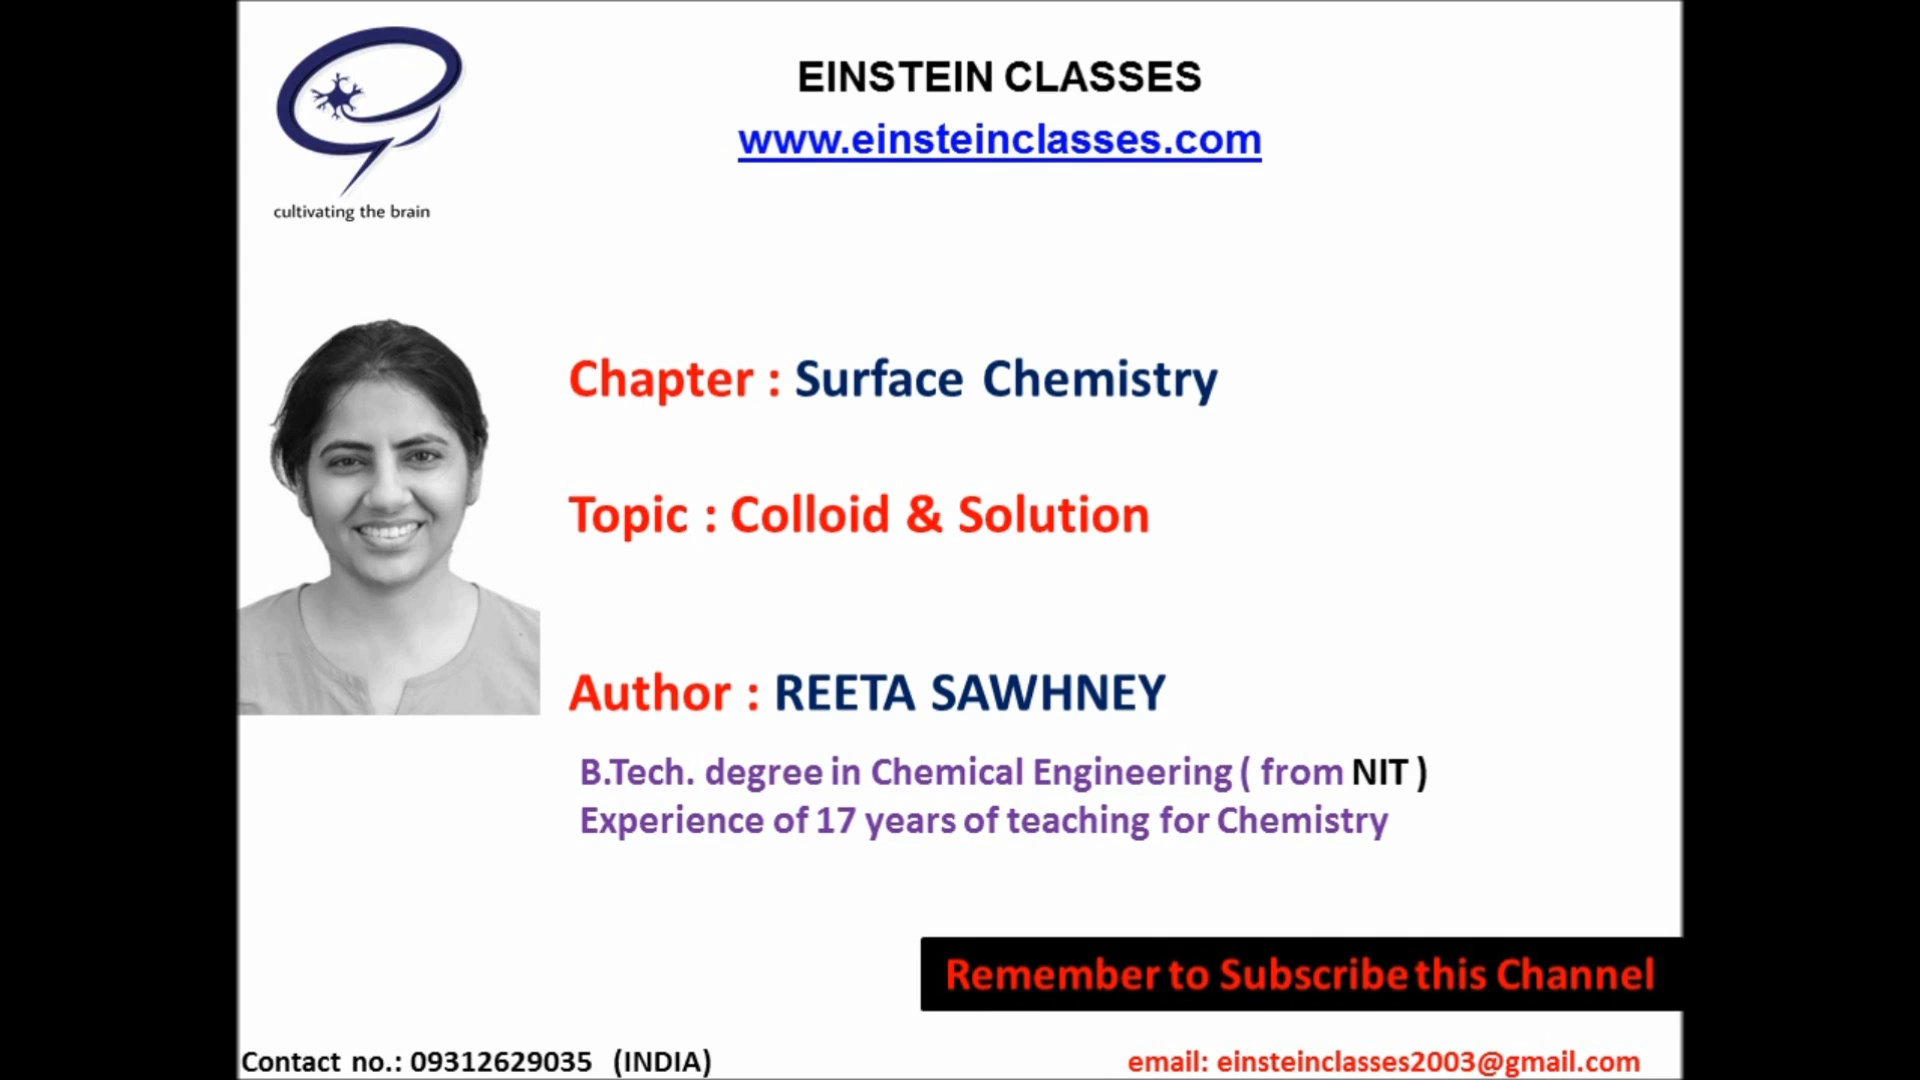 EINSTEIN CLASSES
www.einsteinclasses.com
cultivating the brain
Chapter : Surface Chemistry
Topic : Colloid & Solution
Author : REETA SAWHNEY
B.Tech. degree in Chemical Engineering ( from NIT )
Experience of 17 years of teaching for Chemistry
Remember to Subscribe this Channel
Contact no.: 09312629035 (INDIA)
email: einsteinclasses2003@gmail.com